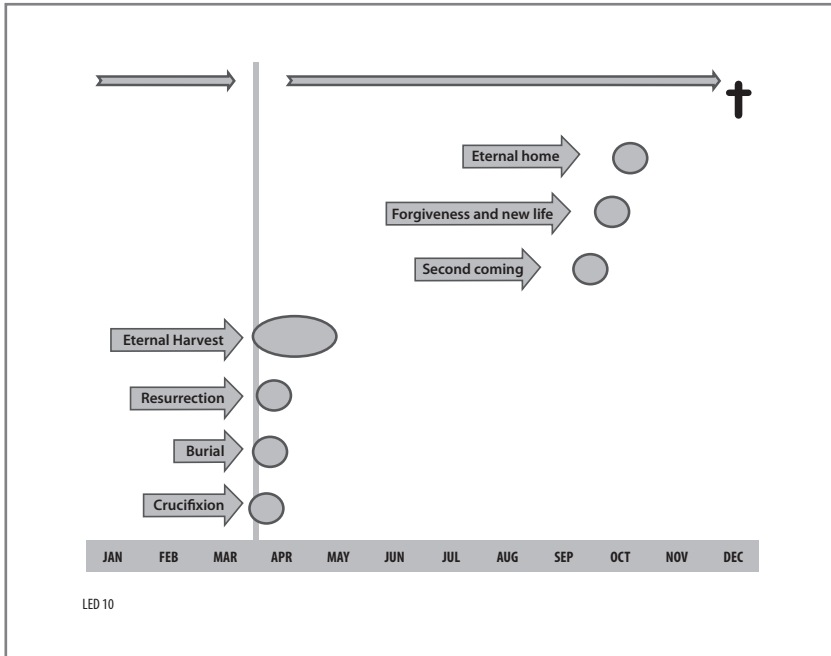 Eternal home
Forgiveness and new life
Second coming
Eternal Harvest
Resurrection
Burial
Crucifixion
JAN FEB MAR APR MAY JUN JUL AUG SEP OCT NOV DEC
LED 10